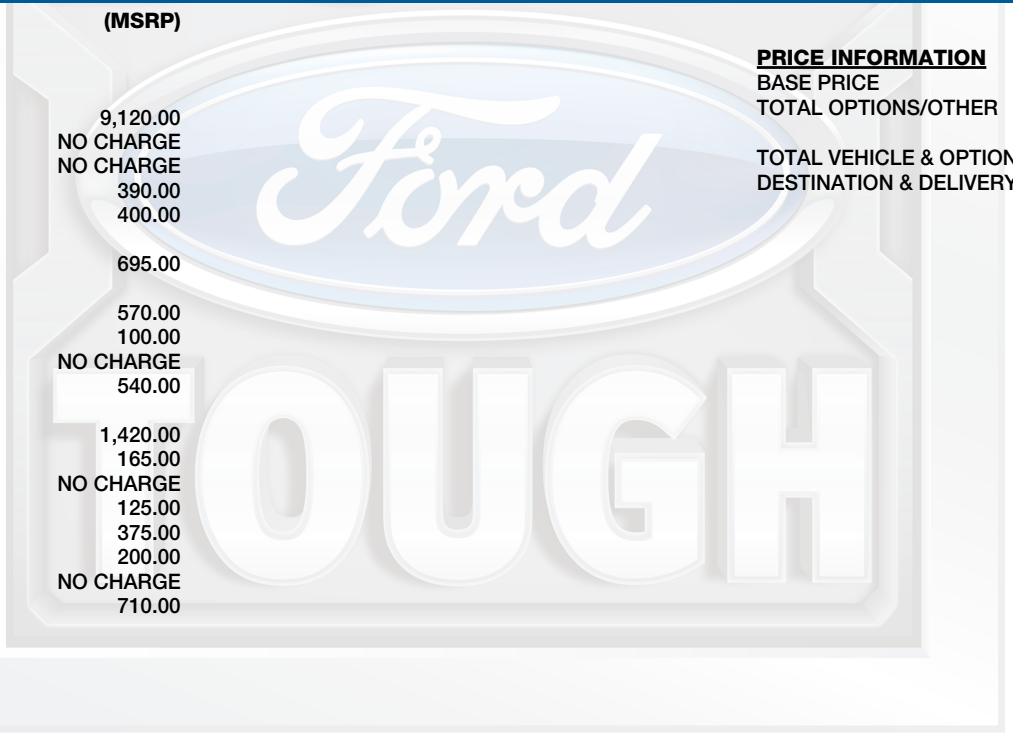 (MSRP)
9,120.00
NO CHARGE
NO CHARGE
390.00
400.00
695.00
570.00
100.00
NO CHARGE
540.00
1,420.00
165.00
NO CHARGE
125.00
375.00
200.00
NO CHARGE
710.00
PRICE INFORMATION
BASE PRICE
TOTAL OPTIONS/OTHER
TOTAL VEHICLE & OPTION
DESTINATION & DELIVERY
Ford
TOUGH